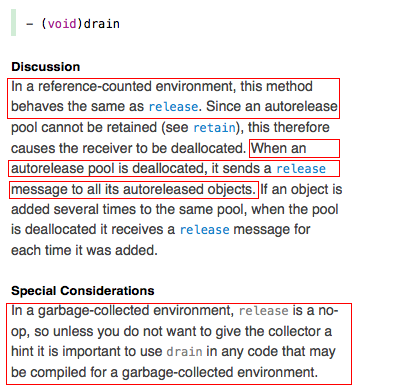 - (void)drain
Discussion
In a reference-counted environment, this method
behaves the same as release. Since an autorelease
pool cannot be retained (see retain), this therefore
causes the receiver to be deallocated. When an
autorelease pool is deallocated, it sends a release
message to all its autoreleased objects. If an object is
added several times to the same pool, when the pool
is deallocated it receives a release message for
each time it was added.
Special Considerations
In a garbage-collected environment, release is a no-
op, so unless you do not want to give the collector a
hint it is important to use drain in any code that may
be compiled for a garbage-collected environment.